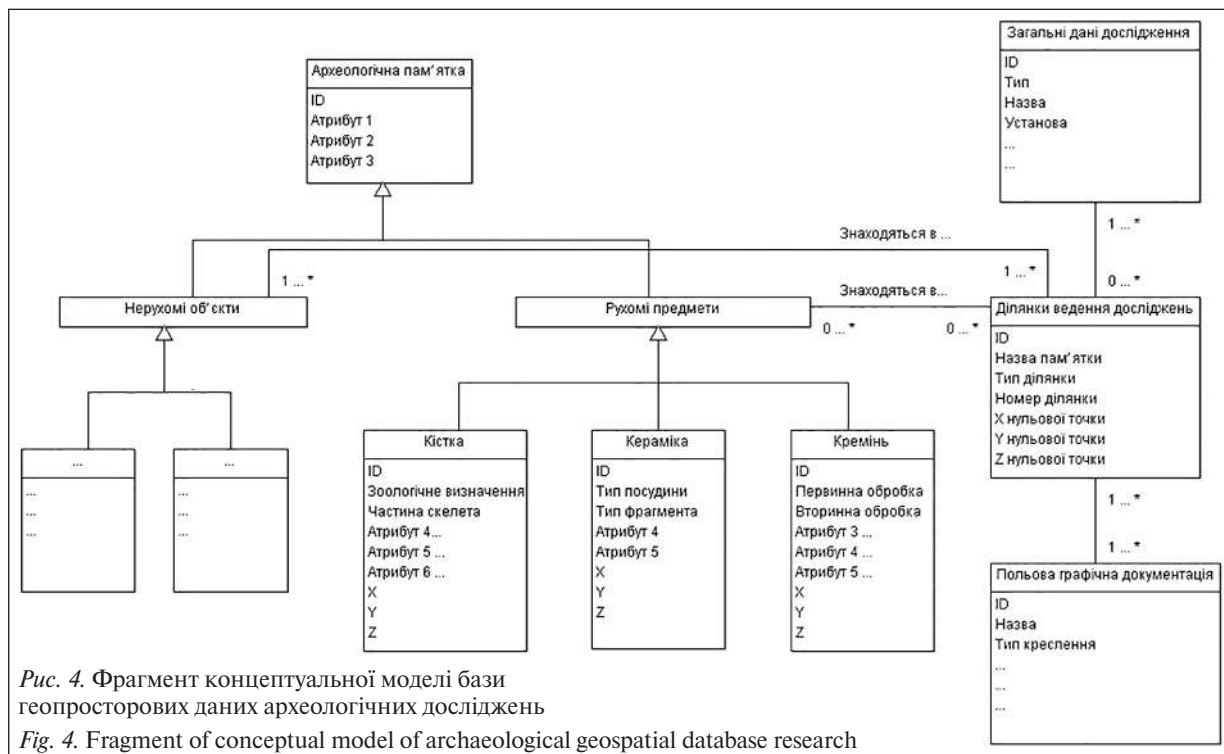 Археологічна пам'ятка
ID
Атрибут 1
Атрибут 2
Атрибут 3
Загальні дані дослідження
ID
Тип
Назва
Установа
...
...
1 ... *
0 ... *
Знаходяться в ...
1 ... *
1 ... *
Знаходяться в...
0 ... *
0 ... *
Нерухомі об'єкти
Рухомі предмети
Ділянки ведення досліджень
ID
Назва пам'ятки
Тип ділянки
Номер ділянки
X нульової точки
Y нульової точки
Z нульової точки
...
...
...
...
...
...
...
...
Кістка
ID
Зоологічне визначення
Частина скелета
Атрибут 4...
Атрибут 5 ...
Атрибут 6 ...
X
Y
Z
Кераміка
ID
Тип посудини
Тип фрагмента
Атрибут 4
Атрибут 5
X
Y
Z
Кремінь
ID
Первинна обробка
Вторинна обробка
Атрибут 3 ...
Атрибут 4 ...
Атрибут 5 ...
X
Y
Z
1 ... *
1 ... *
Польова графічна документація
ID
Назва
Тип креслення
...
...
...
Рис. 4. Фрагмент концептуальної моделі бази
геопросторових даних археологічних досліджень
Fig. 4. Fragment of conceptual model of archaeological geospatial database research